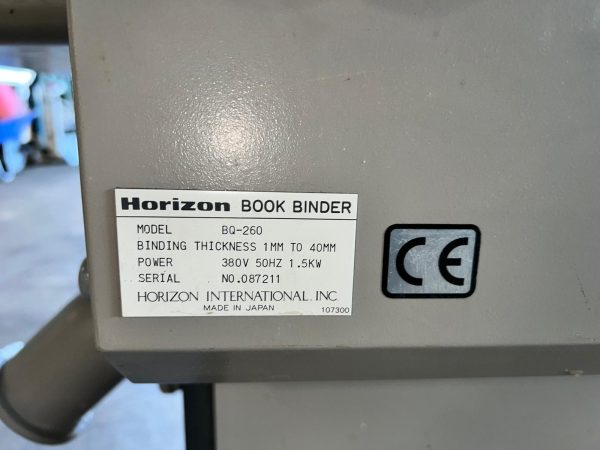 Horizon BOOK BINDER
MODEL BQ-260
BINDING THICKNESS 1MM TO 40MM
POWER 380V 50HZ 1.5KW
SERIAL NO.087211
HORIZON INTERNATIONAL. INC.
MADE IN JAPAN 107300
CE